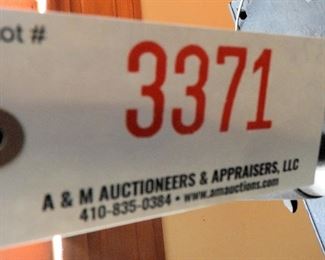 ot #
3371
A & M AUCTIONEERS & APPRAISERS, LLC
410-835-0384 • www.amauctions.com